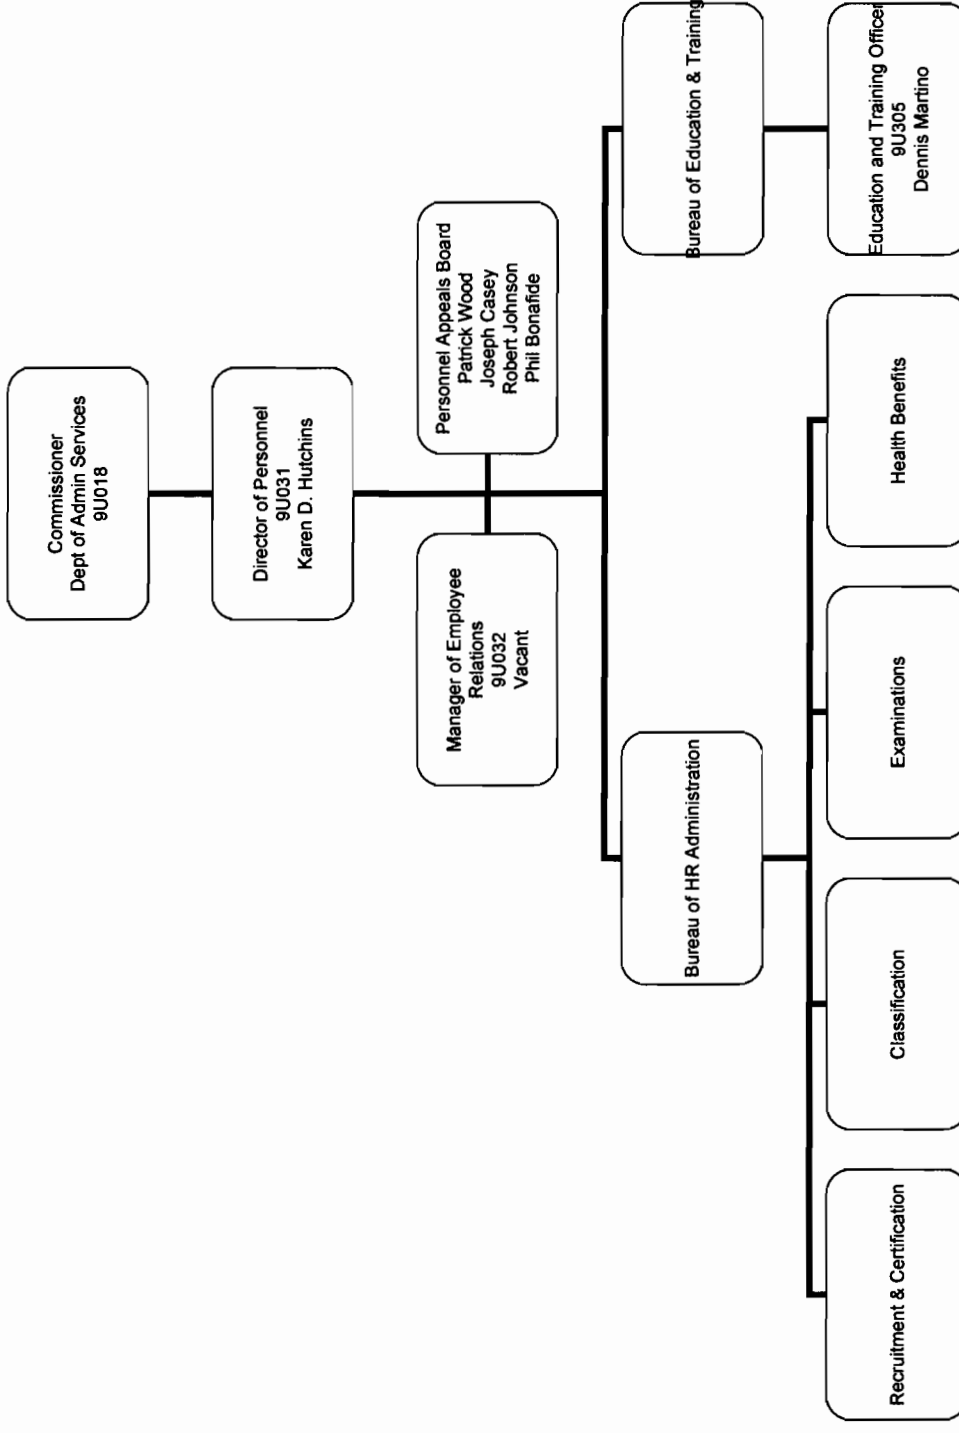 Commissioner
Dept of Admin Services
9U018
Director of Personnel
9U031
Karen D. Hutchins
Manager of Employee
Relations
9U032
Vacant
Personnel Appeals Board
Patrick Wood
Joseph Casey
Robert Johnson
Phil Bonafide
Bureau of HR Administration
Bureau of Education & Training
Recruitment & Certification
Classification
Examinations
Health Benefits
Education and Training Officer
9U305
Dennis Martino